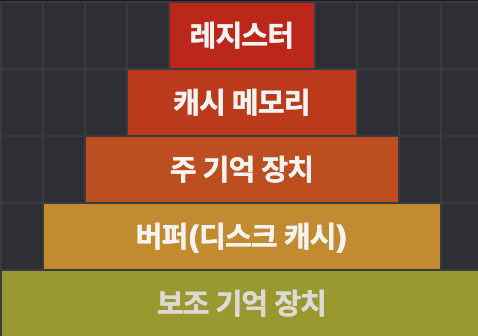 레지스터
캐시 메모리
주 기억 장치
버퍼(디스크 캐시)
보조 기억 장치